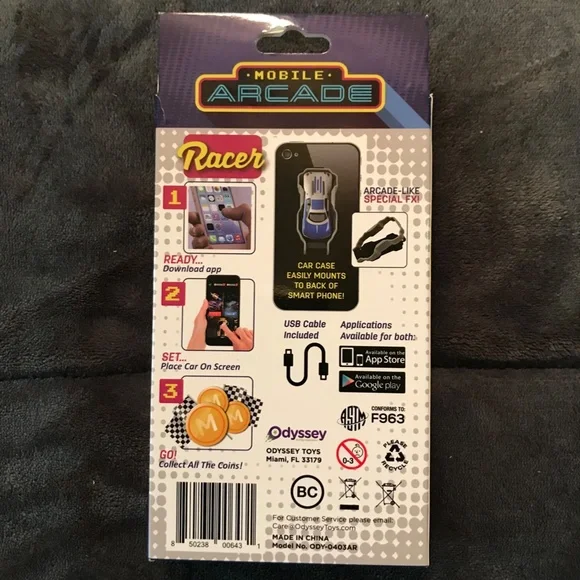 MOBILE
ARCADE
Racer
1
READY...
Download app
ARCADE-LIKE
SPECIAL FX!
CAR CASE
EASILY MOUNTS
TO BACK OF
SMART PHONE!
2
SET...
Place Car On Screen
USB Cable
Included
Applications
Available for both:
Available on the
App Store
Available on the
Google play
3
M
M
M
GO!
Collect All The Coins!
ASTM
CONFORMS TO:
F963
Odyssey
ODYSSEY TOYS
Miami, FL 33179
0-3
PLEASE
RECYCLE
BC
For Customer Service please email:
Care@OdysseyToys.com
MADE IN CHINA
Model No. ODY-0403AR
8 50238 00643 1